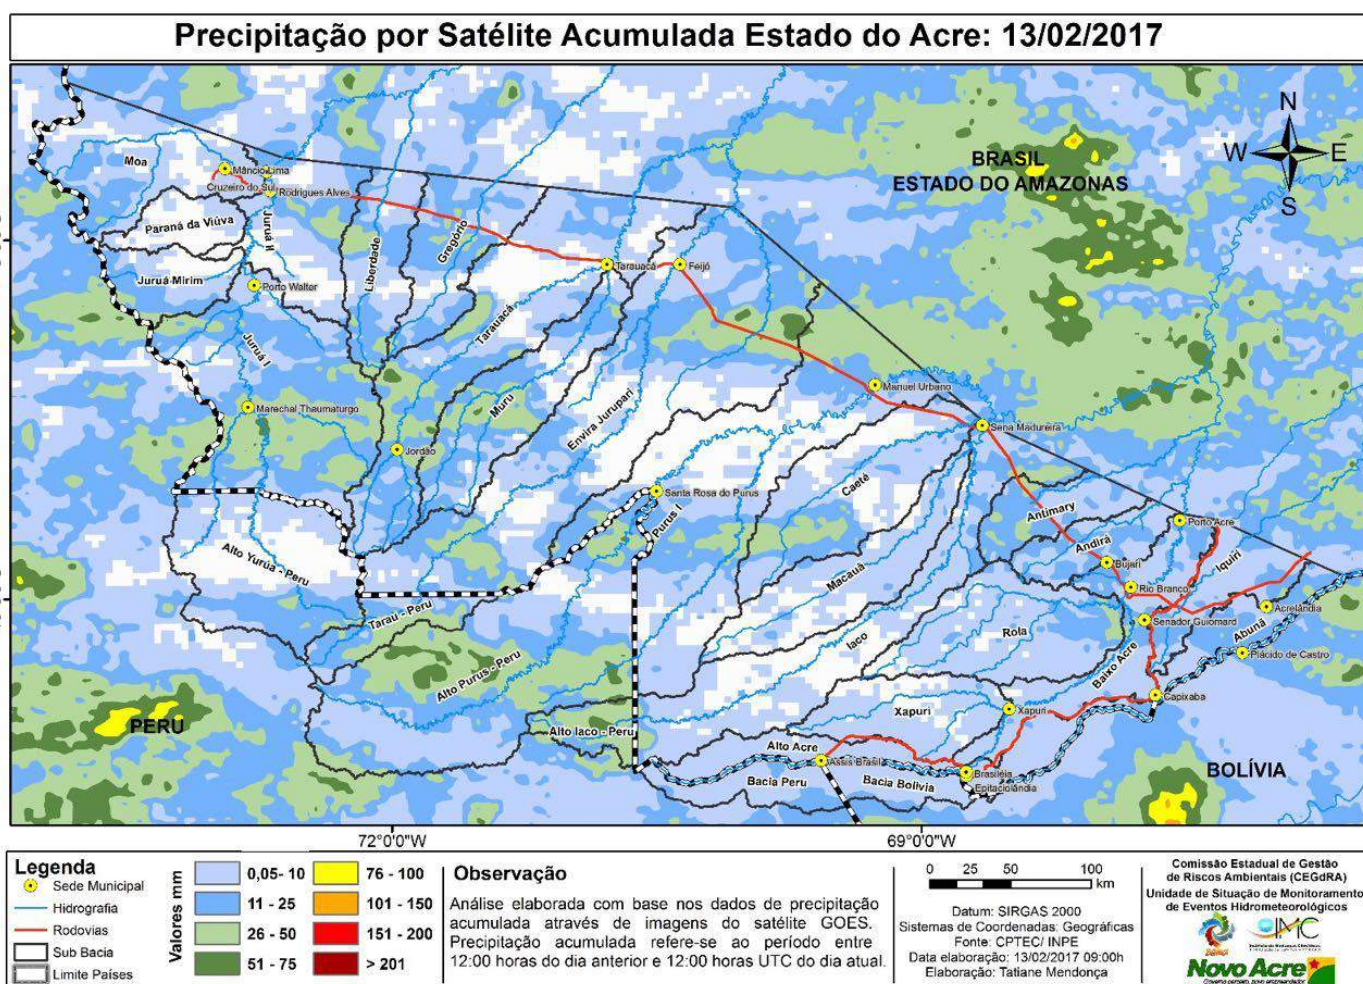 Precipitação por Satélite Acumulada Estado do Acre: 13/02/2017
N
W
E
S
BRASIL
ESTADO DO AMAZONAS
Moa
Mâncio Lima
Cruzeiro do Sul
Rodrigues Alves
Paraná da Viúva
Juruá II
Juruá-Mirim
Porto Walter
Liberdade
Gregório
Tarauacá
Feijó
Tarauacá
Juruá I
Muru
Envira Jurupari
Manuel Urbano
Marechal Thaumaturgo
Sena Madureira
Jordão
Caeté
Santa Rosa do Purus
Purus I
Antimary
Porto Acre
Andirá
Alto Yurúa - Peru
Macauã
Bujari
Iquiri
Rio Branco
Tarau - Peru
Acrelândia
Senador Guiomard
Iaco
Rola
Abunã
Plácido de Castro
Alto Purus - Peru
Baixo Acre
Capixaba
Xapuri
Xapuri
PERU
Alto Iaco - Peru
Alto Acre
Assis Brasil
Bacia Peru
Bacia Bolivia
Brasiléia
Epitaciolândia
BOLÍVIA
72°0'0"W
69°0'0"W
Legenda
Sede Municipal
Hidrografia
Rodovias
Sub Bacia
Limite Países
Valores mm
0,05- 10
11 - 25
26 - 50
51 - 75
76 - 100
101 - 150
151 - 200
> 201
Observação
Análise elaborada com base nos dados de precipitação
acumulada através de imagens do satélite GOES.
Precipitação acumulada refere-se ao período entre
12:00 horas do dia anterior e 12:00 horas UTC do dia atual.
0 25 50 100
km
Datum: SIRGAS 2000
Sistemas de Coordenadas: Geográficas
Fonte: CPTEC/ INPE
Data elaboração: 13/02/2017 09:00h
Elaboração: Tatiane Mendonça
Comissão Estadual de Gestão
de Riscos Ambientais (CEGdRA)
Unidade de Situação de Monitoramento
de Eventos Hidrometeorológicos
IMC
Novo Acre